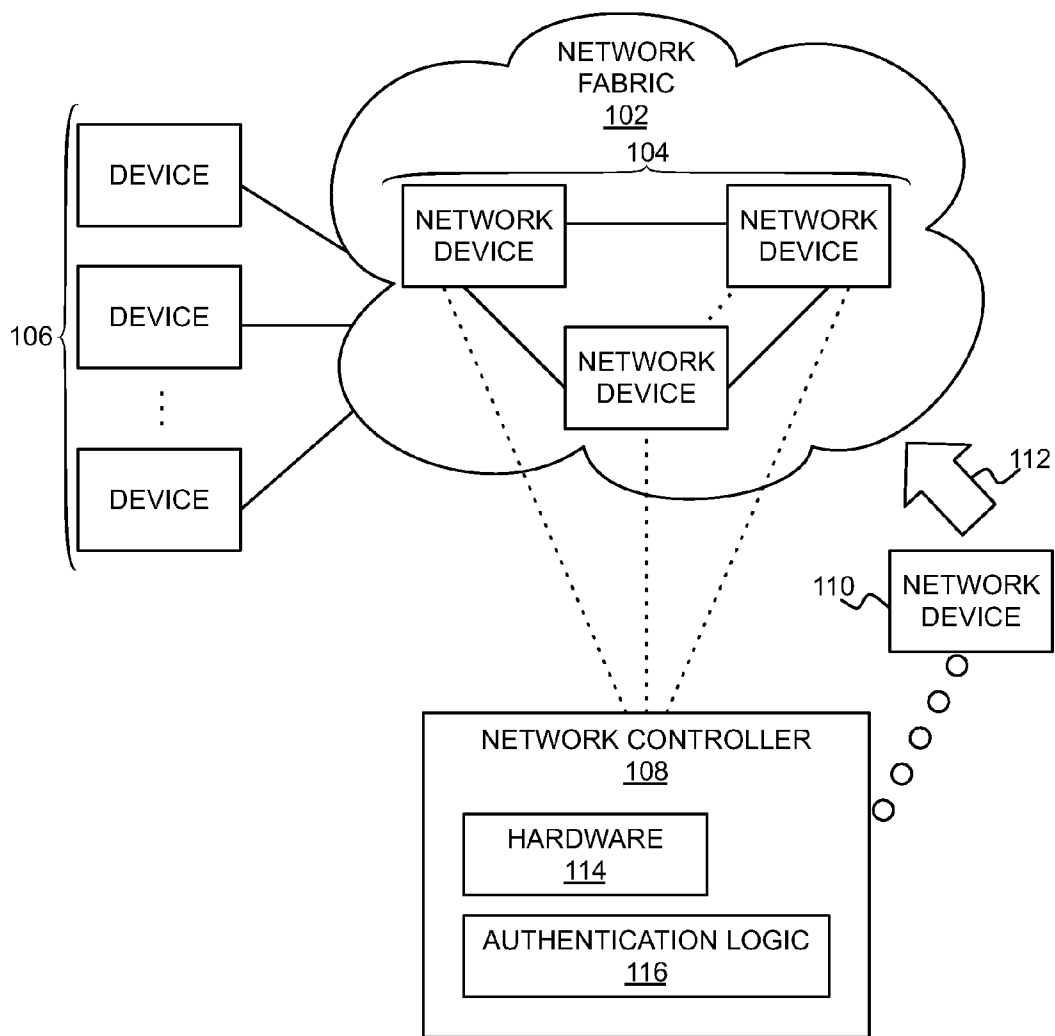 NETWORK
FABRIC
102
104
DEVICE
NETWORK
DEVICE
NETWORK
DEVICE
106
DEVICE
NETWORK
DEVICE
DEVICE
112
110
NETWORK
DEVICE
NETWORK CONTROLLER
108
HARDWARE
114
AUTHENTICATION LOGIC
116